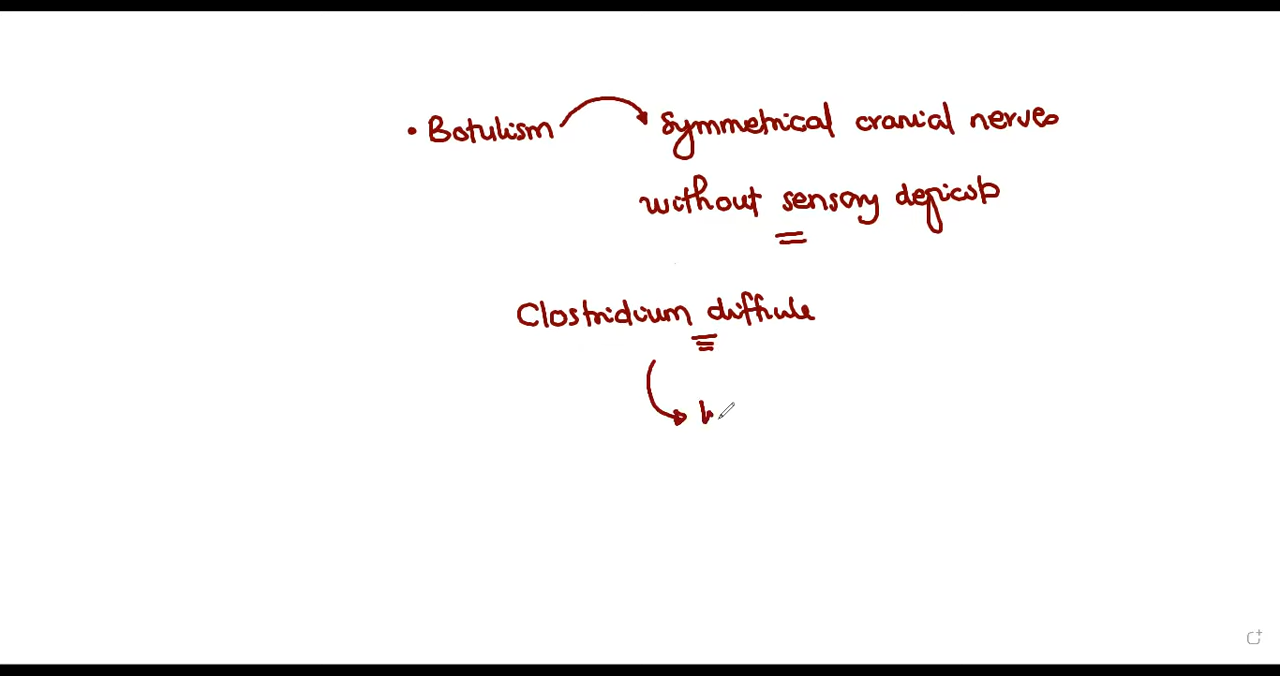 • Botulism symmetrical cranial nerves
without sensory deficits
Clostridium difficile